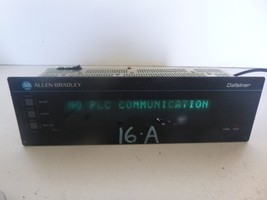 ALLEN-BRADLEY
Dataliner
NO PLC COMMUNICATION
16-A